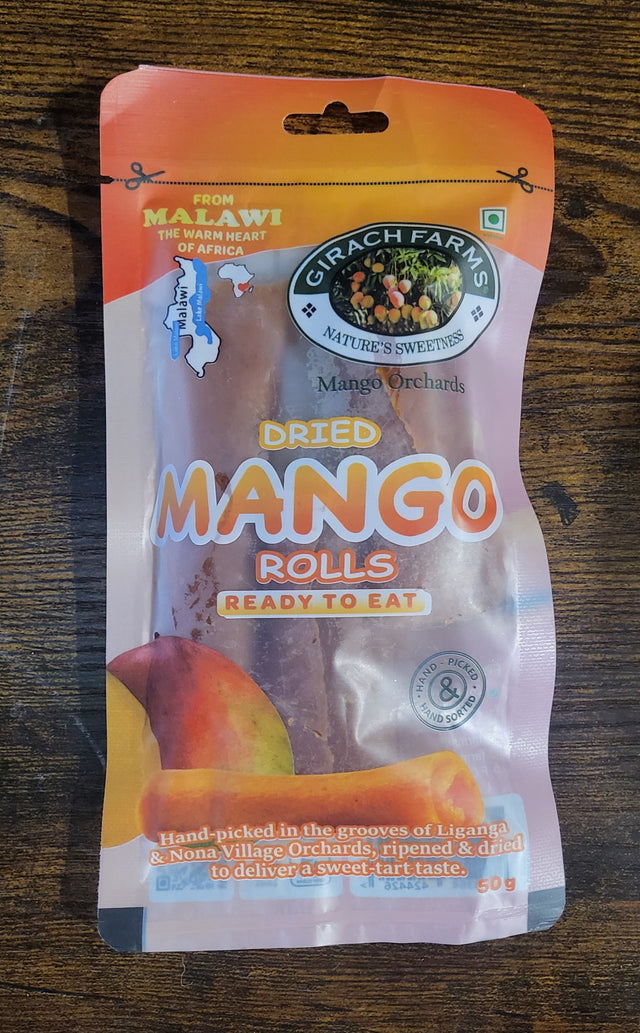 FROM
MALAWI
THE WARM HEART
OF AFRICA
Malawi
Lake Malawi
GIRACH FARMS
NATURE'S SWEETNESS
Mango Orchards
DRIED
MANGO
ROLLS
READY TO EAT
HAND - PICKED
&
HAND SORTED
Hand-picked in the grooves of Liganga
& Nona Village Orchards, ripened & dried
to deliver a sweet-tart taste.
50 g